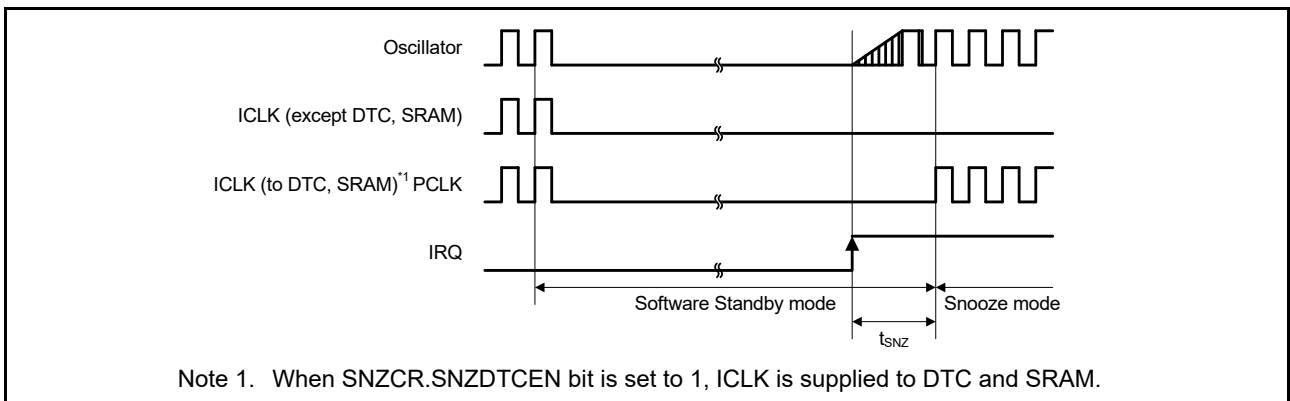 Oscillator
ICLK (except DTC, SRAM)
ICLK (to DTC, SRAM)*1 PCLK
IRQ
Software Standby mode
Snooze mode
tSNZ
Note 1. When SNZCR.SNZDTCEN bit is set to 1, ICLK is supplied to DTC and SRAM.